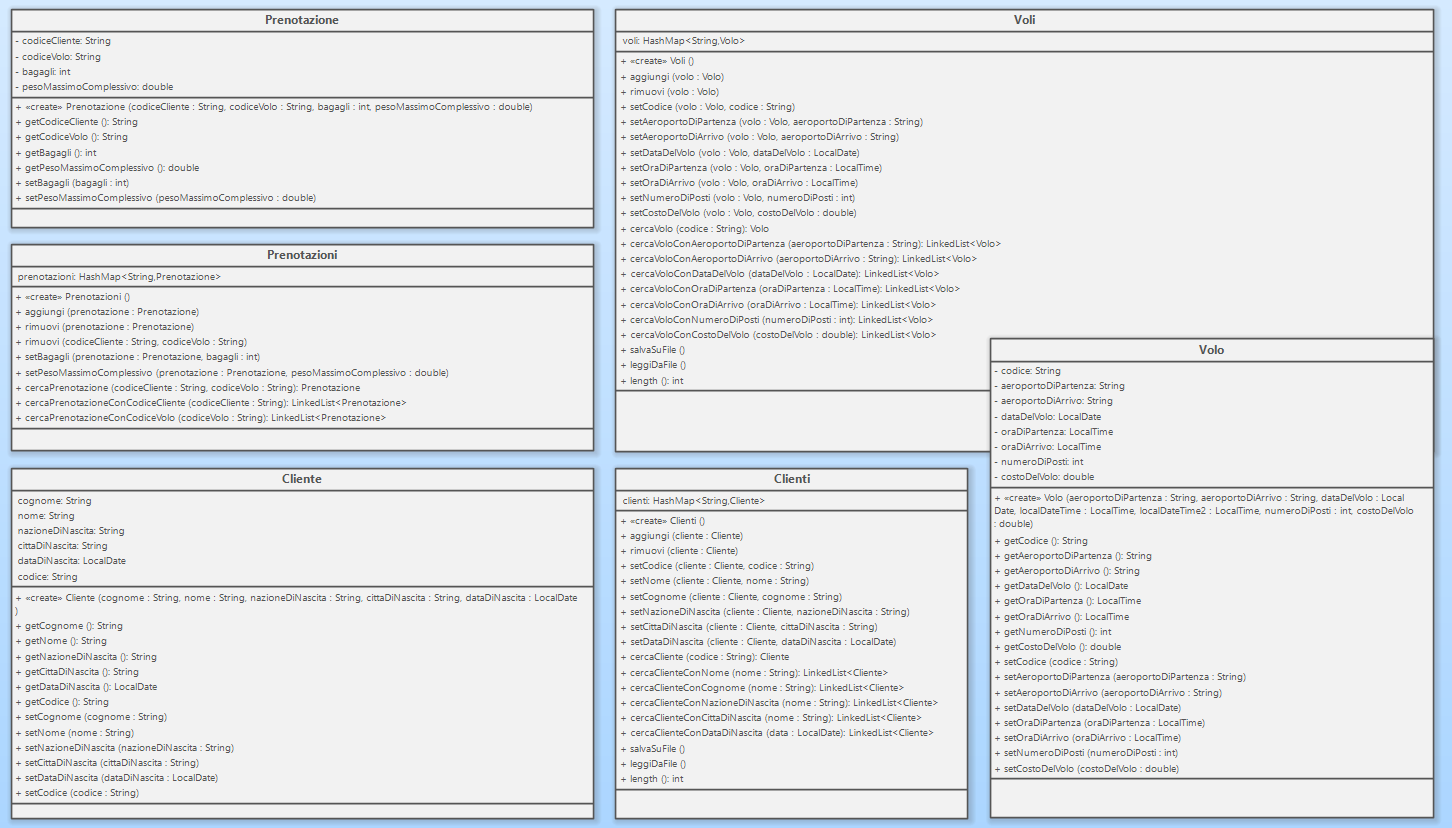 Prenotazione
- codiceCliente: String
- codiceVolo: String
- bagagli: int
- pesoMassimoComplessivo: double
+ «create» Prenotazione (codiceCliente : String, codiceVolo : String, bagagli : int, pesoMassimoComplessivo : double)
+ getCodiceCliente (): String
+ getCodiceVolo (): String
+ getBagagli (): int
+ getPesoMassimoComplessivo (): double
+ setBagagli (bagagli : int)
+ setPesoMassimoComplessivo (pesoMassimoComplessivo : double)
Prenotazioni
prenotazioni: HashMap<String,Prenotazione>
+ «create» Prenotazioni ()
+ aggiungi (prenotazione : Prenotazione)
+ rimuovi (prenotazione : Prenotazione)
+ rimuovi (codiceCliente : String, codiceVolo : String)
+ setBagagli (prenotazione : Prenotazione, bagagli : int)
+ setPesoMassimoComplessivo (prenotazione : Prenotazione, pesoMassimoComplessivo : double)
+ cercaPrenotazione (codiceCliente : String, codiceVolo : String): Prenotazione
+ cercaPrenotazioneConCodiceCliente (codiceCliente : String): LinkedList<Prenotazione>
+ cercaPrenotazioneConCodiceVolo (codiceVolo : String): LinkedList<Prenotazione>
Cliente
cognome: String
nome: String
nazioneDiNascita: String
cittaDiNascita: String
dataDiNascita: LocalDate
codice: String
+ «create» Cliente (cognome : String, nome : String, nazioneDiNascita : String, cittaDiNascita : String, dataDiNascita : LocalDate
)
+ getCognome (): String
+ getNome (): String
+ getNazioneDiNascita (): String
+ getCittaDiNascita (): String
+ getDataDiNascita (): LocalDate
+ getCodice (): String
+ setCognome (cognome : String)
+ setNome (nome : String)
+ setNazioneDiNascita (nazioneDiNascita : String)
+ setCittaDiNascita (cittaDiNascita : String)
+ setDataDiNascita (dataDiNascita : LocalDate)
+ setCodice (codice : String)
Voli
voli: HashMap<String,Volo>
+ «create» Voli ()
+ aggiungi (volo : Volo)
+ rimuovi (volo : Volo)
+ setCodice (volo : Volo, codice : String)
+ setAeroportoDiPartenza (volo : Volo, aeroportoDiPartenza : String)
+ setAeroportoDiArrivo (volo : Volo, aeroportoDiArrivo : String)
+ setDataDelVolo (volo : Volo, dataDelVolo : LocalDate)
+ setOraDiPartenza (volo : Volo, oraDiPartenza : LocalTime)
+ setOraDiArrivo (volo : Volo, oraDiArrivo : LocalTime)
+ setNumeroDiPosti (volo : Volo, numeroDiPosti : int)
+ setCostoDelVolo (volo : Volo, costoDelVolo : double)
+ cercaVolo (codice : String): Volo
+ cercaVoloConAeroportoDiPartenza (aeroportoDiPartenza : String): LinkedList<Volo>
+ cercaVoloConAeroportoDiArrivo (aeroportoDiArrivo : String): LinkedList<Volo>
+ cercaVoloConDataDelVolo (dataDelVolo : LocalDate): LinkedList<Volo>
+ cercaVoloConOraDiPartenza (oraDiPartenza : LocalTime): LinkedList<Volo>
+ cercaVoloConOraDiArrivo (oraDiArrivo : LocalTime): LinkedList<Volo>
+ cercaVoloConNumeroDiPosti (numeroDiPosti : int): LinkedList<Volo>
+ cercaVoloConCostoDelVolo (costoDelVolo : double): LinkedList<Volo>
+ salvaSuFile ()
+ leggiDaFile ()
+ length (): int
Clienti
clienti: HashMap<String,Cliente>
+ «create» Clienti ()
+ aggiungi (cliente : Cliente)
+ rimuovi (cliente : Cliente)
+ setCodice (cliente : Cliente, codice : String)
+ setNome (cliente : Cliente, nome : String)
+ setCognome (cliente : Cliente, cognome : String)
+ setNazioneDiNascita (cliente : Cliente, nazioneDiNascita : String)
+ setCittaDiNascita (cliente : Cliente, cittaDiNascita : String)
+ setDataDiNascita (cliente : Cliente, dataDiNascita : LocalDate)
+ cercaCliente (codice : String): Cliente
+ cercaClienteConNome (nome : String): LinkedList<Cliente>
+ cercaClienteConCognome (nome : String): LinkedList<Cliente>
+ cercaClienteConNazioneDiNascita (nome : String): LinkedList<Cliente>
+ cercaClienteConCittaDiNascita (nome : String): LinkedList<Cliente>
+ cercaClienteConDataDiNascita (data : LocalDate): LinkedList<Cliente>
+ salvaSuFile ()
+ leggiDaFile ()
+ length (): int
Volo
- codice: String
- aeroportoDiPartenza: String
- aeroportoDiArrivo: String
- dataDelVolo: LocalDate
- oraDiPartenza: LocalTime
- oraDiArrivo: LocalTime
- numeroDiPosti: int
- costoDelVolo: double
+ «create» Volo (aeroportoDiPartenza : String, aeroportoDiArrivo : String, dataDelVolo : Local
Date, localDateTime : LocalTime, localDateTime2 : LocalTime, numeroDiPosti : int, costoDelVolo
: double)
+ getCodice (): String
+ getAeroportoDiPartenza (): String
+ getAeroportoDiArrivo (): String
+ getDataDelVolo (): LocalDate
+ getOraDiPartenza (): LocalTime
+ getOraDiArrivo (): LocalTime
+ getNumeroDiPosti (): int
+ getCostoDelVolo (): double
+ setCodice (codice : String)
+ setAeroportoDiPartenza (aeroportoDiPartenza : String)
+ setAeroportoDiArrivo (aeroportoDiArrivo : String)
+ setDataDelVolo (dataDelVolo : LocalDate)
+ setOraDiPartenza (oraDiPartenza : LocalTime)
+ setOraDiArrivo (oraDiArrivo : LocalTime)
+ setNumeroDiPosti (numeroDiPosti : int)
+ setCostoDelVolo (costoDelVolo : double)